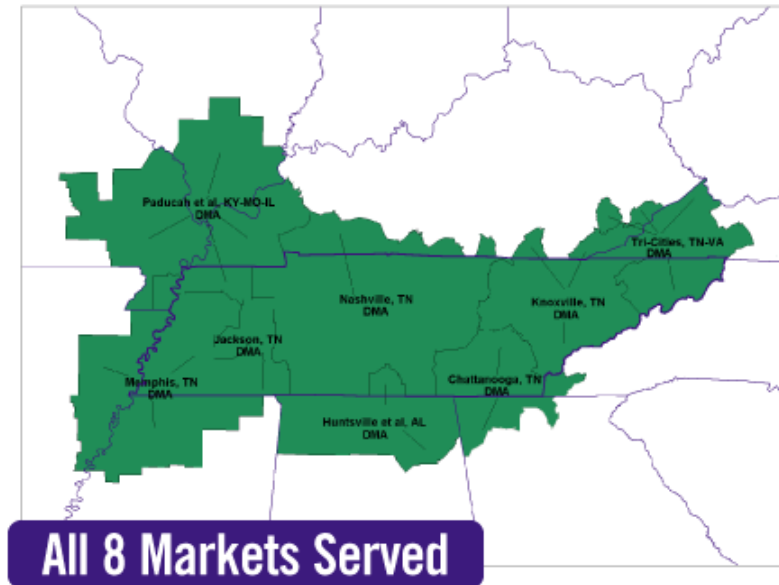 Paducah et al, KY-MO-IL
DMA
Tri-Cities, TN-VA
DMA
Nashville, TN
DMA
Knoxville, TN
DMA
Jackson, TN
DMA
Memphis, TN
DMA
Chattanooga, TN
DMA
Huntsville et al, AL
DMA
All 8 Markets Served